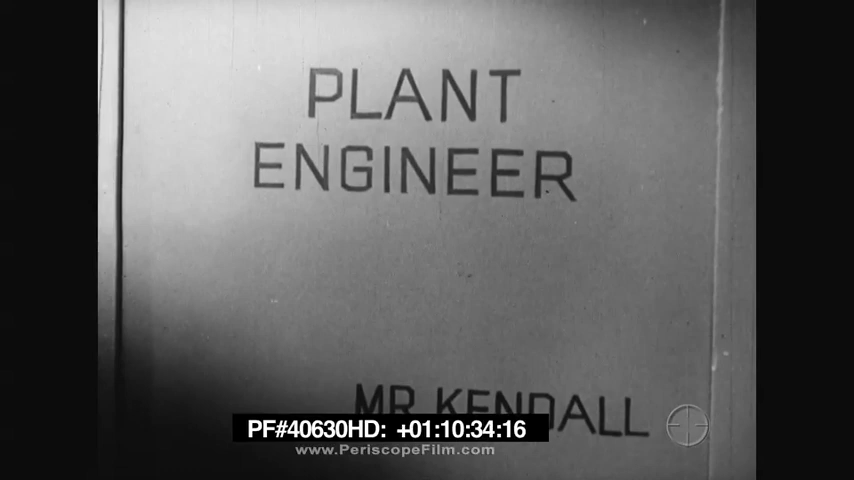 PLANT
ENGINEER
MR KENDALL
PF#40630HD: +01:10:34:16
www.PeriscopeFilm.com